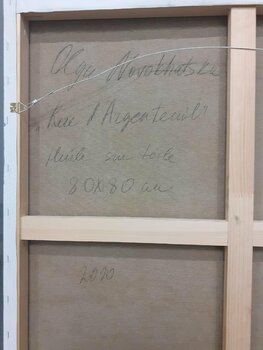 Olga Novokhatska
"Rue d'Argenteuil"
Huile sur toile
80x80 cm
2020